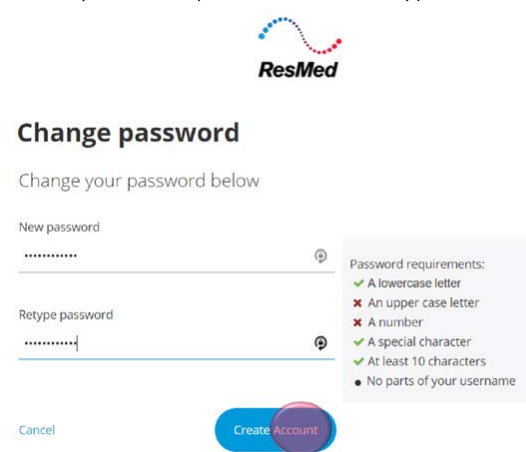 ResMed
Change password
Change your password below
New password
Password requirements:
A lowercase letter
An upper case letter
A number
A special character
At least 10 characters
No parts of your username
Retype password
Cancel
Create Account